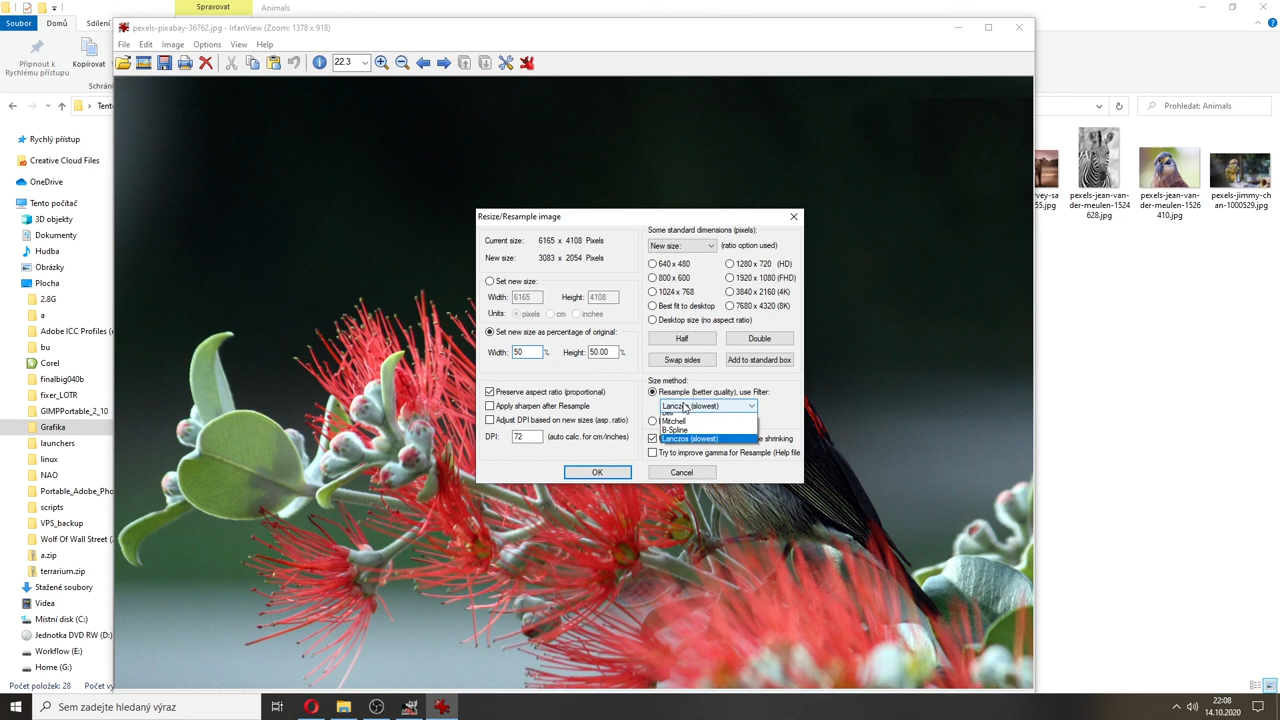 Spravovat
Animals
Soubor
Domů
Sdílení
Připnout k
Rychlému přístupu
Kopírovat
pexels-pixabay-36762.jpg - IrfanView (Zoom: 1378 x 918)
File Edit Image Options View Help
22.3
Prohledat: Animals
Rychlý přístup
Creative Cloud Files
OneDrive
Tento počítač
3D objekty
Dokumenty
Hudba
Obrázky
Plocha
2.8G
a
Adobe ICC Profiles (
bu
Corel
finalbig040b
fixer_LOTR
GIMPPortable_2_10
Grafika
launchers
linux
NAO
Portable_Adobe_Pho
scripts
VPS_backup
Wolf Of Wall Street (
a.zip
terrarium.zip
Stažené soubory
Videa
Místní disk (C:)
Jednotka DVD RW (D:)
Workflow (E:)
Home (G:)
Počet položek: 28
Resize/Resample image
Current size: 6165 x 4108 Pixels
New size: 3083 x 2054 Pixels
Set new size:
Width: 6165 Height: 4108
Units: pixels cm inches
Set new size as percentage of original:
Width: 50 % Height: 50.00 %
Preserve aspect ratio (proportional)
Apply sharpen after Resample
Adjust DPI based on new sizes (asp. ratio)
DPI: 72 (auto calc. for cm/inches)
OK
Some standard dimensions (pixels):
New size: (ratio option used)
640 x 480 1280 x 720 (HD)
800 x 600 1920 x 1080 (FHD)
1024 x 768 3840 x 2160 (4K)
Best fit to desktop 7680 x 4320 (8K)
Desktop size (no aspect ratio)
Half Double
Swap sides Add to standard box
Size method:
Resample (better quality), use Filter:
Lanczos (slowest)
Mitchell
B-Spline
Lanczos (slowest)
e shrinking
Try to improve gamma for Resample (Help file
Cancel
vey-sa
55.jpg
pexels-jean-van-
der-meulen-1524
628.jpg
pexels-jean-van-
der-meulen-1526
410.jpg
pexels-jimmy-ch
an-1000529.jpg
Sem zadejte hledaný výraz
22:08
14.10.2020